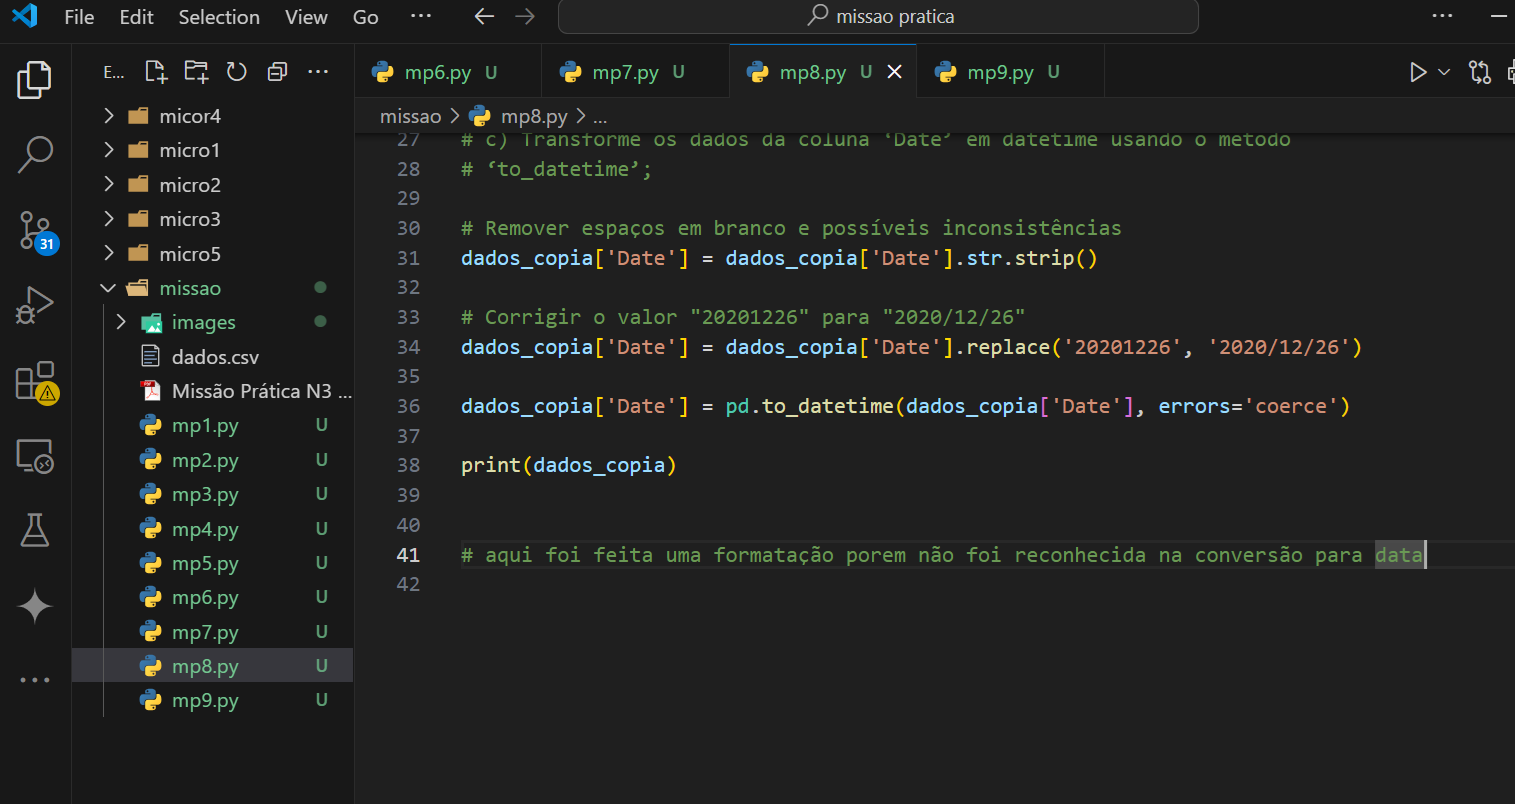 File Edit Selection View Go ... missao pratica ...
E... ...
mp6.py U mp7.py U mp8.py U mp9.py U
missao > mp8.py > ...
micor4
micro1
micro2
micro3
micro5
missao
images
dados.csv
PDF Missão Prática N3 ...
mp1.py U
mp2.py U
mp3.py U
mp4.py U
mp5.py U
mp6.py U
mp7.py U
mp8.py U
mp9.py U
31
27 # c) Transforme os dados da coluna ‘Date’ em datetime usando o método
28 # ‘to_datetime’;
29
30 # Remover espaços em branco e possíveis inconsistências
31 dados_copia['Date'] = dados_copia['Date'].str.strip()
32
33 # Corrigir o valor "20201226" para "2020/12/26"
34 dados_copia['Date'] = dados_copia['Date'].replace('20201226', '2020/12/26')
35
36 dados_copia['Date'] = pd.to_datetime(dados_copia['Date'], errors='coerce')
37
38 print(dados_copia)
39
40
41 # aqui foi feita uma formatação porem não foi reconhecida na conversão para data
42